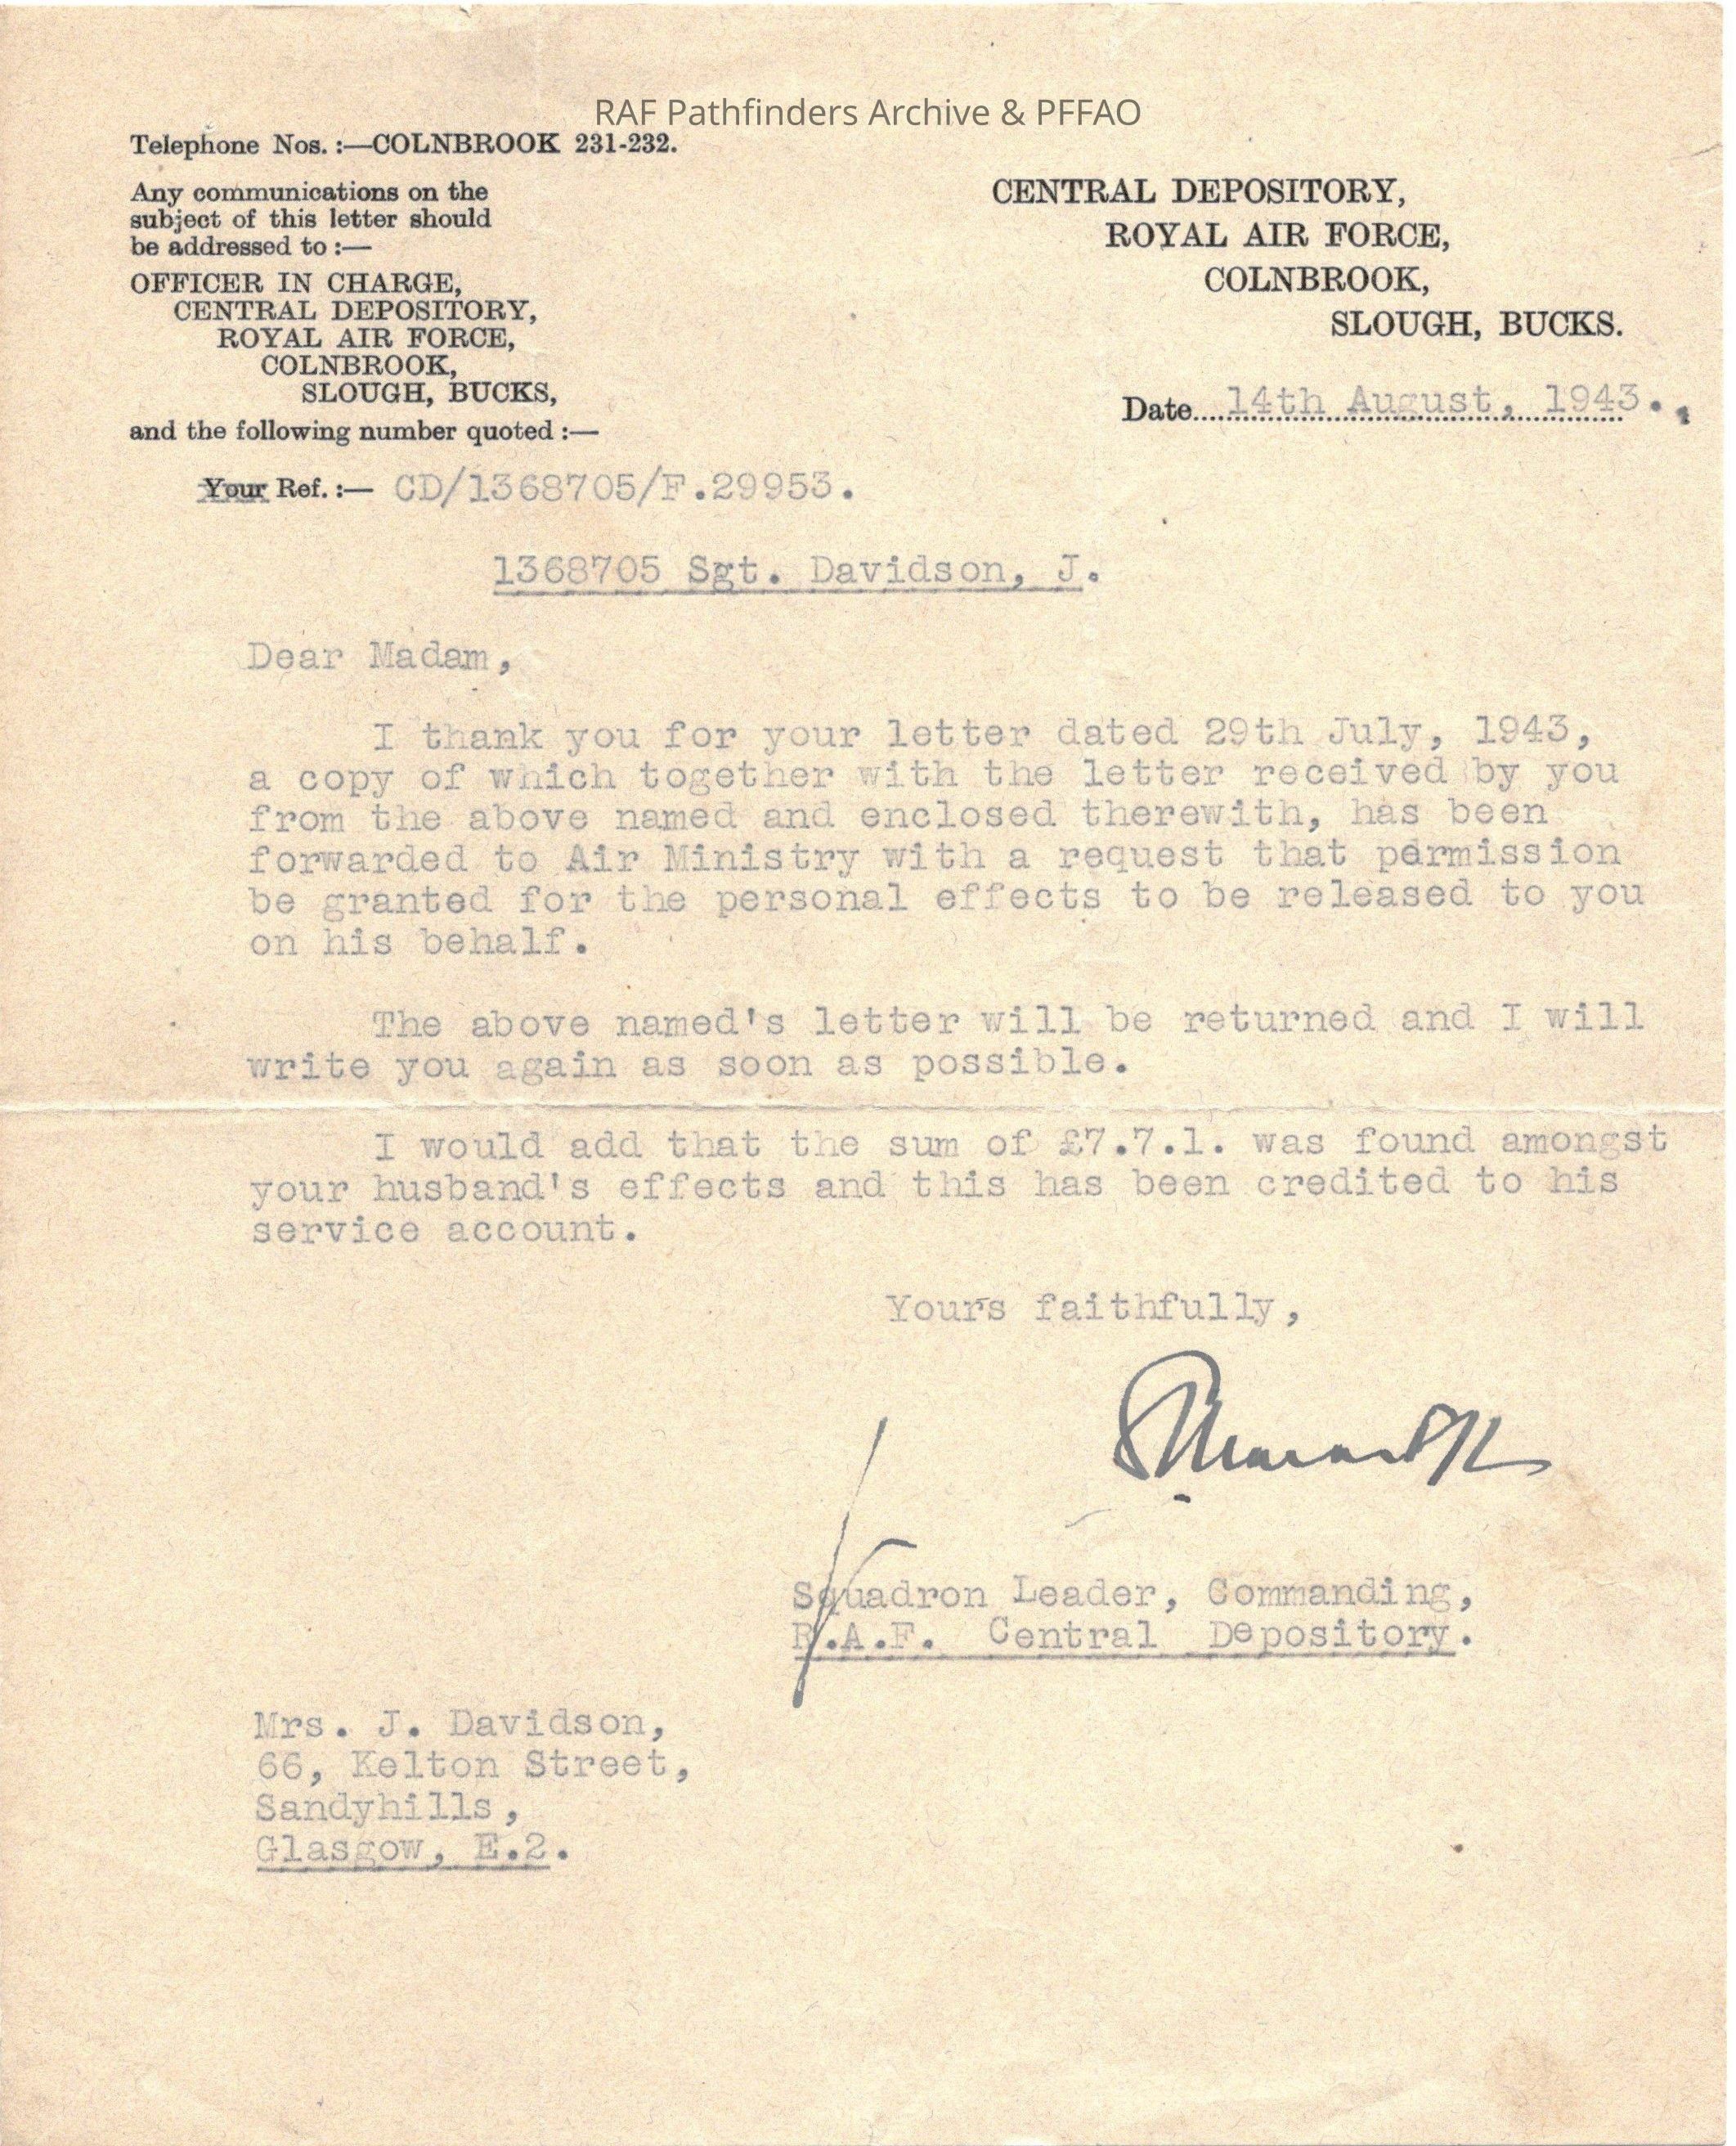 RAF Pathfinders Archive & PFFAO
Telephone Nos. :—COLNBROOK 231-232.
Any communications on the
subject of this letter should
be addressed to :—
OFFICER IN CHARGE,
CENTRAL DEPOSITORY,
ROYAL AIR FORCE,
COLNBROOK,
SLOUGH, BUCKS,
and the following number quoted :—
Your Ref. :— CD/1368705/F.29953.
CENTRAL DEPOSITORY,
ROYAL AIR FORCE,
COLNBROOK,
SLOUGH, BUCKS.
Date 14th August, 1943.
1368705 Sgt. Davidson, J.
Dear Madam,
I thank you for your letter dated 29th July, 1943,
a copy of which together with the letter received by you
from the above named and enclosed therewith, has been
forwarded to Air Ministry with a request that permission
be granted for the personal effects to be released to you
on his behalf.
The above named's letter will be returned and I will
write you again as soon as possible.
I would add that the sum of £7.7.1. was found amongst
your husband's effects and this has been credited to his
service account.
Yours faithfully,
Squadron Leader, Commanding,
R.A.F. Central Depository.
Mrs. J. Davidson,
66, Kelton Street,
Sandyhills,
Glasgow, E.2.